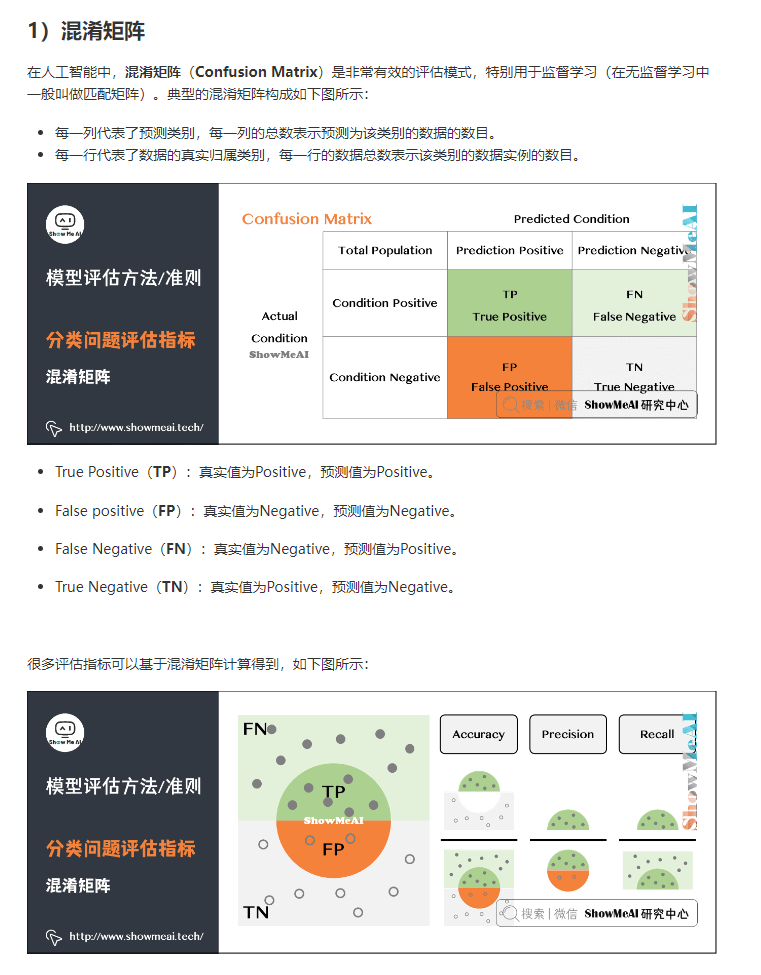 1）混淆矩阵
在人工智能中，混淆矩阵（Confusion Matrix）是非常有效的评估模式，特别用于监督学习（在无监督学习中
一般叫做匹配矩阵）。典型的混淆矩阵构成如下图所示：
每一列代表了预测类别，每一列的总数表示预测为该类别的数据的数目。
每一行代表了数据的真实归属类别，每一行的数据总数表示该类别的数据实例的数目。
Show Me AI
模型评估方法/准则
分类问题评估指标
混淆矩阵
http://www.showmeai.tech/
Confusion Matrix
Predicted Condition
Total Population
Prediction Positive
Prediction Negative
Actual
Condition
ShowMeAI
Condition Positive
TP
True Positive
FN
False Negative
Condition Negative
FP
False Positive
TN
True Negative
ShowMeAI
搜索 | 微信 ShowMeAI 研究中心
True Positive（TP）：真实值为Positive，预测值为Positive。
False positive（FP）：真实值为Negative，预测值为Negative。
False Negative（FN）：真实值为Negative，预测值为Positive。
True Negative（TN）：真实值为Positive，预测值为Negative。
很多评估指标可以基于混淆矩阵计算得到，如下图所示：
Show Me AI
模型评估方法/准则
分类问题评估指标
混淆矩阵
http://www.showmeai.tech/
FN
TP
ShowMeAI
FP
TN
Accuracy
Precision
Recall
ShowMeAI
搜索 | 微信 ShowMeAI 研究中心